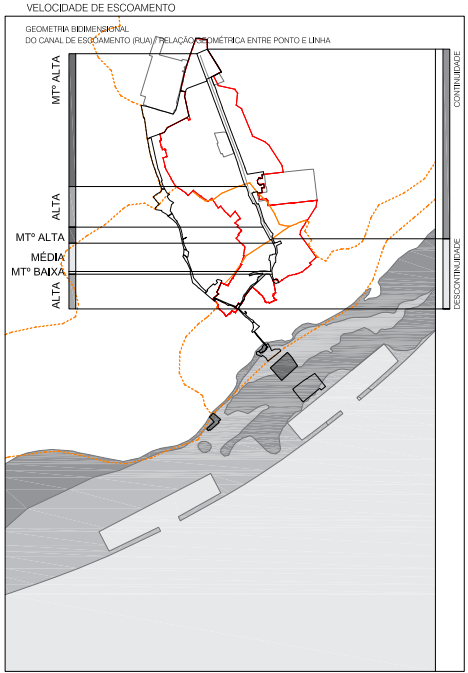 VELOCIDADE DE ESCOAMENTO
GEOMETRIA BIDIMENSIONAL
DO CANAL DE ESCOAMENTO (RUA) / RELAÇÃO GEOMÉTRICA ENTRE PONTO E LINHA
MTº ALTA
ALTA
MTº ALTA
MÉDIA
MTº BAIXA
ALTA
CONTINUIDADE
DESCONTINUIDADE